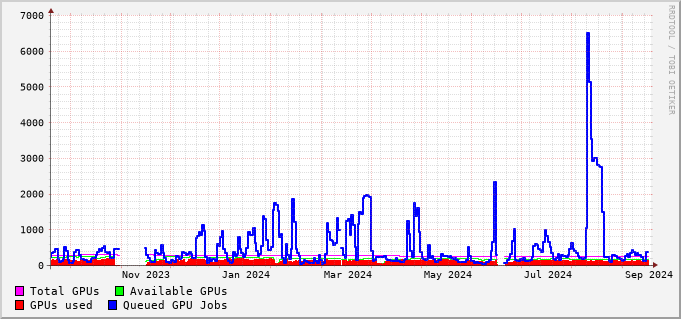 7000
6000
5000
4000
3000
2000
1000
0
Nov 2023 Jan 2024 Mar 2024 May 2024 Jul 2024 Sep 2024
Total GPUs Available GPUs
GPUs used Queued GPU Jobs
RRDTOOL / TOBI OETIKER